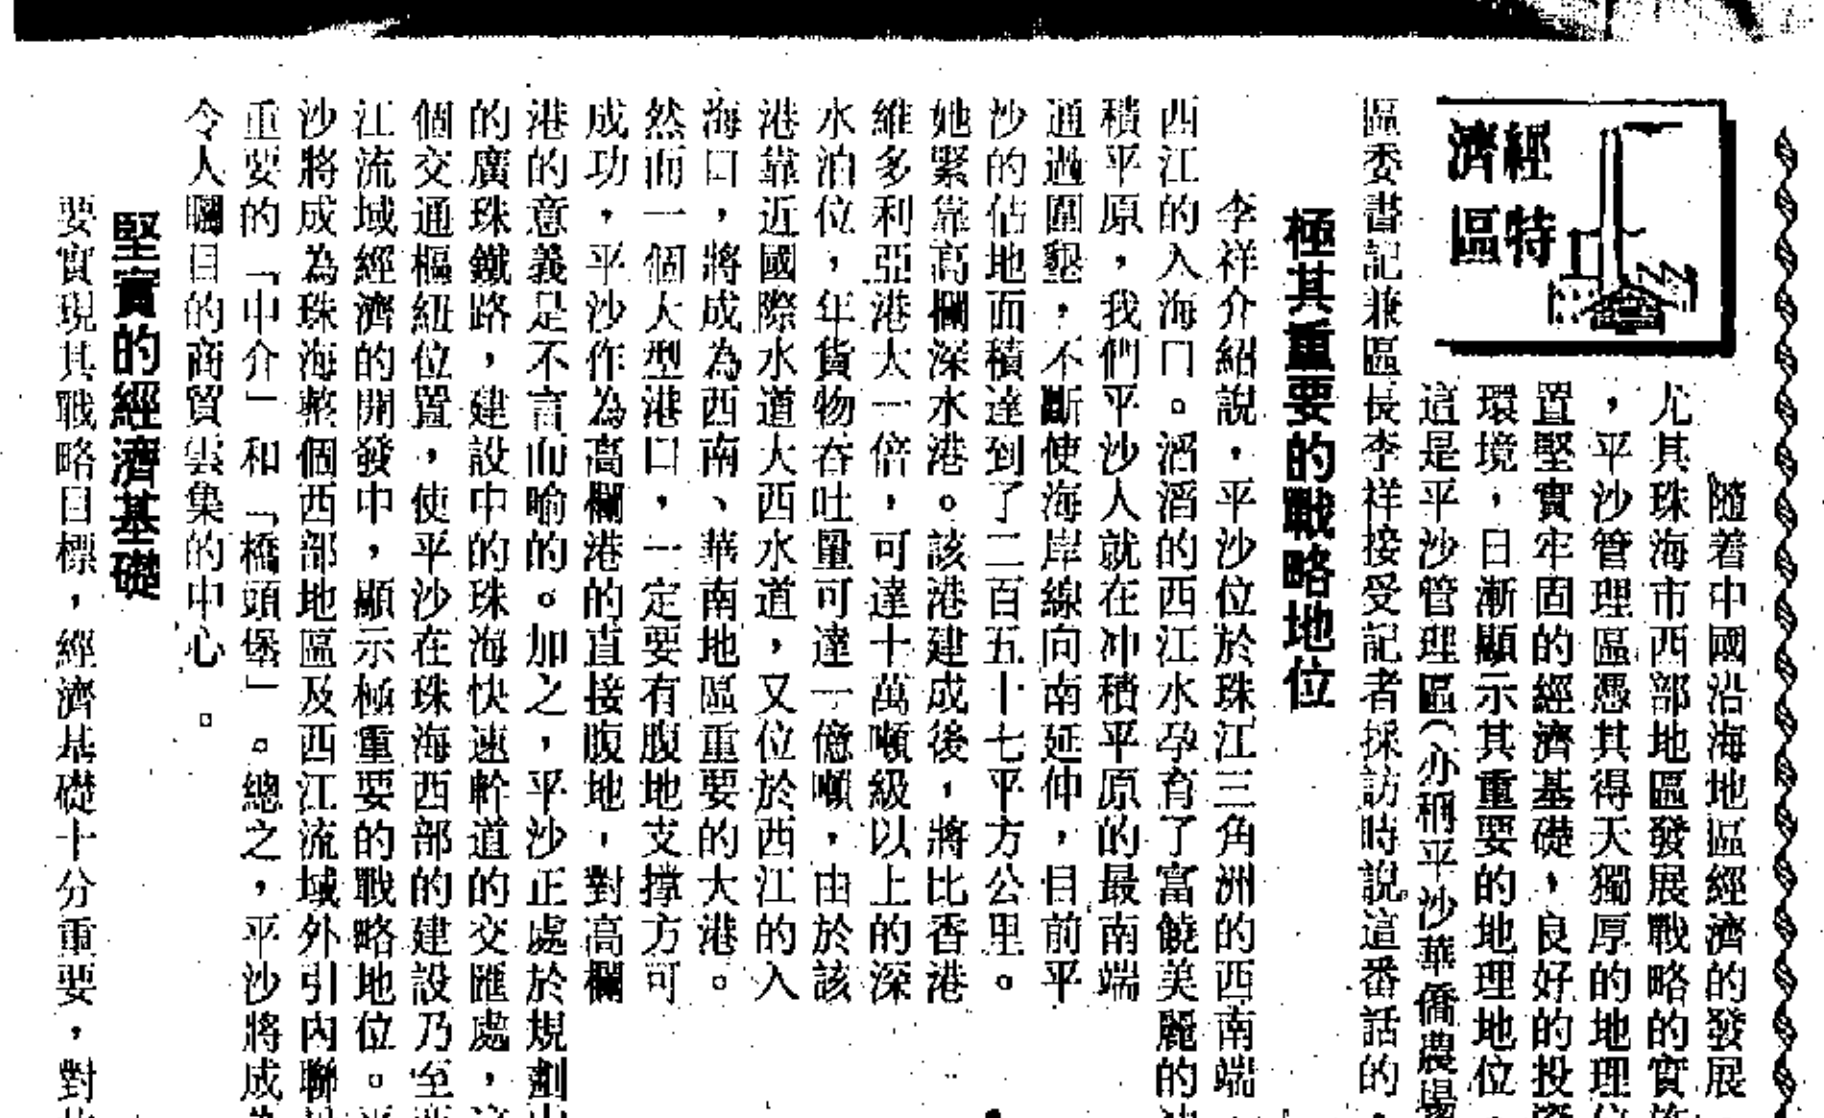 經濟
特區
隨着中國沿海地區經濟的發展
尤其珠海市西部地區發展戰略的實
，平沙管理區憑其得天獨厚的地理
置堅實牢固的經濟基礎，良好的投
環境，日漸顯示其重要的地理地位，
這是平沙管理區（亦稱平沙華僑農場
區委書記兼區長李祥接受記者採訪時說這番話的，
極其重要的戰略地位
李祥介紹說，平沙位於珠江三角洲的西南端，
西江的入海口。滔滔的西江水孕育了富饒美麗的
積平原，我們平沙人就在冲積平原的最南端
通過圍墾，不斷使海岸線向南延伸，目前平
沙的佔地面積達到了二百五十七平方公里。
她緊靠高欄深水港。該港建成後，將比香港
維多利亞港大一倍，可達十萬噸級以上的深
水泊位，年貨物吞吐量可達一億噸，由於該
港靠近國際水道大西水道，又位於西江的入
海口，將成為西南、華南地區重要的大港。
然而一個大型港口，一定要有腹地支撐方可
成功，平沙作為高欄港的直接腹地，對高欄
港的意義是不言而喻的。加之，平沙正處於規劃
的廣珠鐵路，建設中的珠海快速幹道的交匯處，
個交通樞紐位置，使平沙在珠海西部的建設乃至
江流域經濟的開發中，顯示極重要的戰略地位。
沙將成為珠海整個西部地區及西江流域外引內聯
重要的「中介」和「橋頭堡」。總之，平沙將成
令人矚目的商貿雲集的中心。
堅實的經濟基礎
要實現其戰略目標，經濟基礎十分重要，對